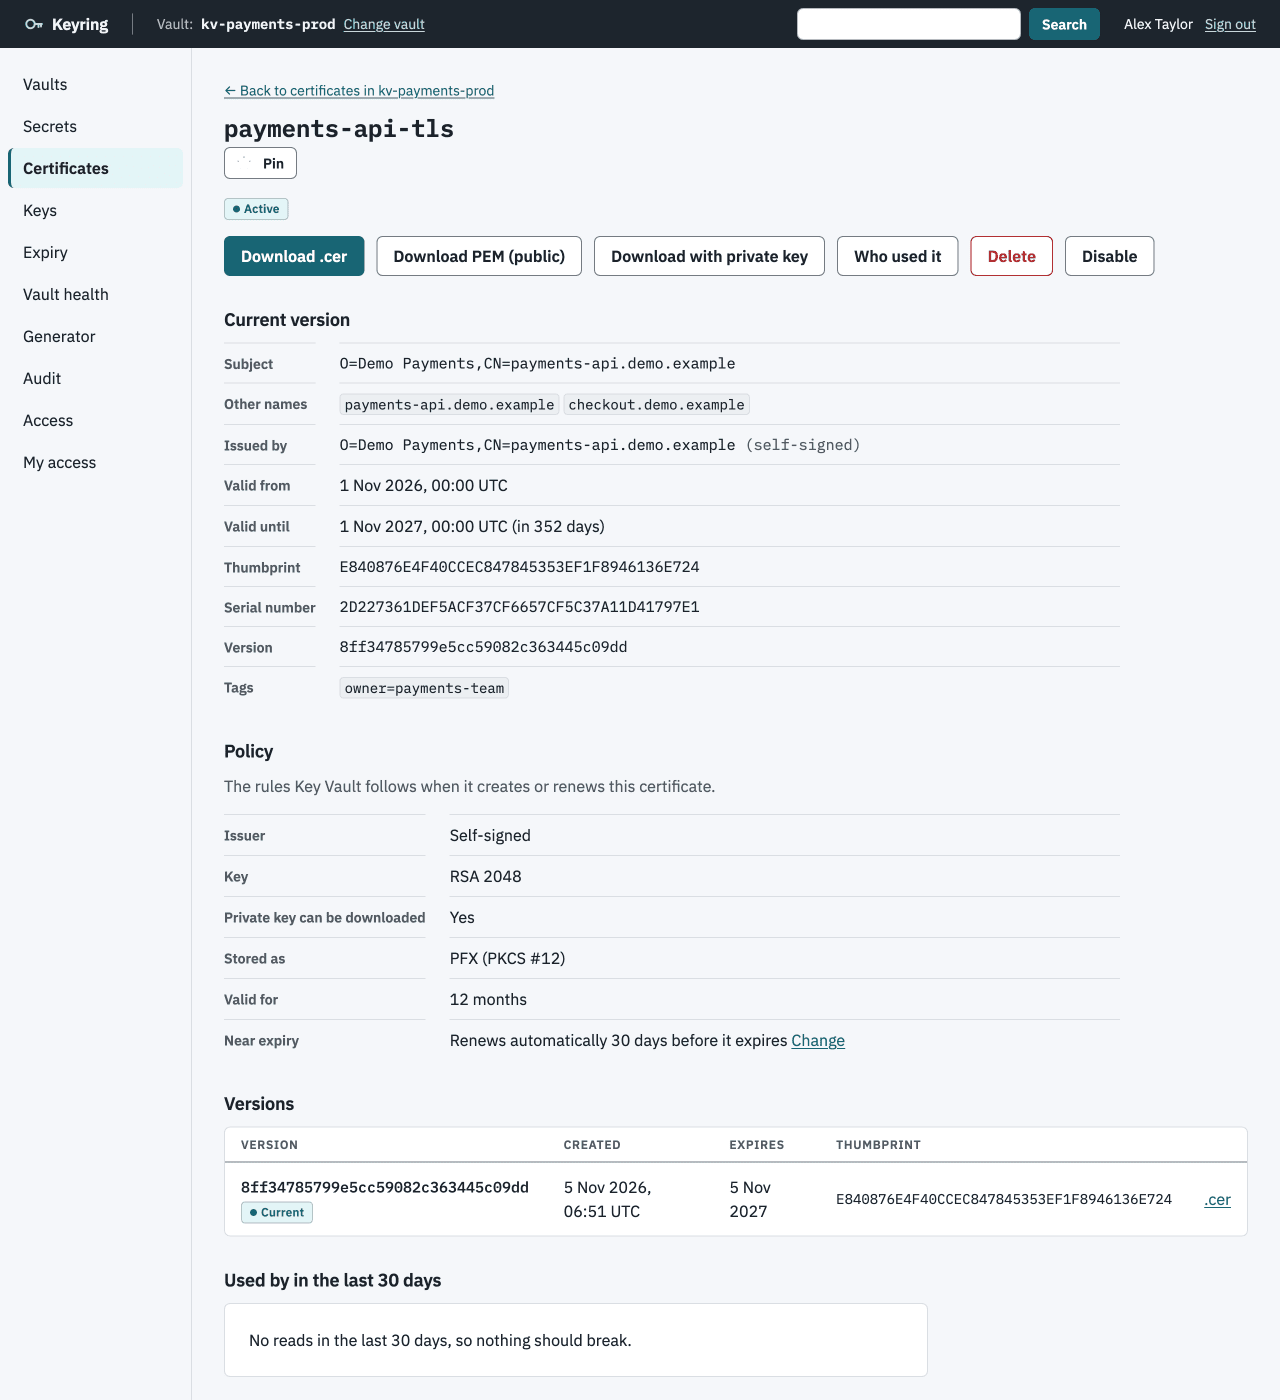 Keyring
Vault: kv-payments-prod Change vault
Search
Alex Taylor Sign out
Vaults
Secrets
Certificates
Keys
Expiry
Vault health
Generator
Audit
Access
My access
← Back to certificates in kv-payments-prod
payments-api-tls
Pin
Active
Download .cer
Download PEM (public)
Download with private key
Who used it
Delete
Disable
Current version
Subject O=Demo Payments,CN=payments-api.demo.example
Other names payments-api.demo.example checkout.demo.example
Issued by O=Demo Payments,CN=payments-api.demo.example (self-signed)
Valid from 1 Nov 2026, 00:00 UTC
Valid until 1 Nov 2027, 00:00 UTC (in 352 days)
Thumbprint E840876E4F40CCEC847845353EF1F8946136E724
Serial number 2D227361DEF5ACF37CF6657CF5C37A11D41797E1
Version 8ff34785799e5cc59082c363445c09dd
Tags owner=payments-team
Policy
The rules Key Vault follows when it creates or renews this certificate.
Issuer Self-signed
Key RSA 2048
Private key can be downloaded Yes
Stored as PFX (PKCS #12)
Valid for 12 months
Near expiry Renews automatically 30 days before it expires Change
Versions
VERSION CREATED EXPIRES THUMBPRINT
8ff34785799e5cc59082c363445c09dd
Current
5 Nov 2026,
06:51 UTC
5 Nov
2027
E840876E4F40CCEC847845353EF1F8946136E724
.cer
Used by in the last 30 days
No reads in the last 30 days, so nothing should break.